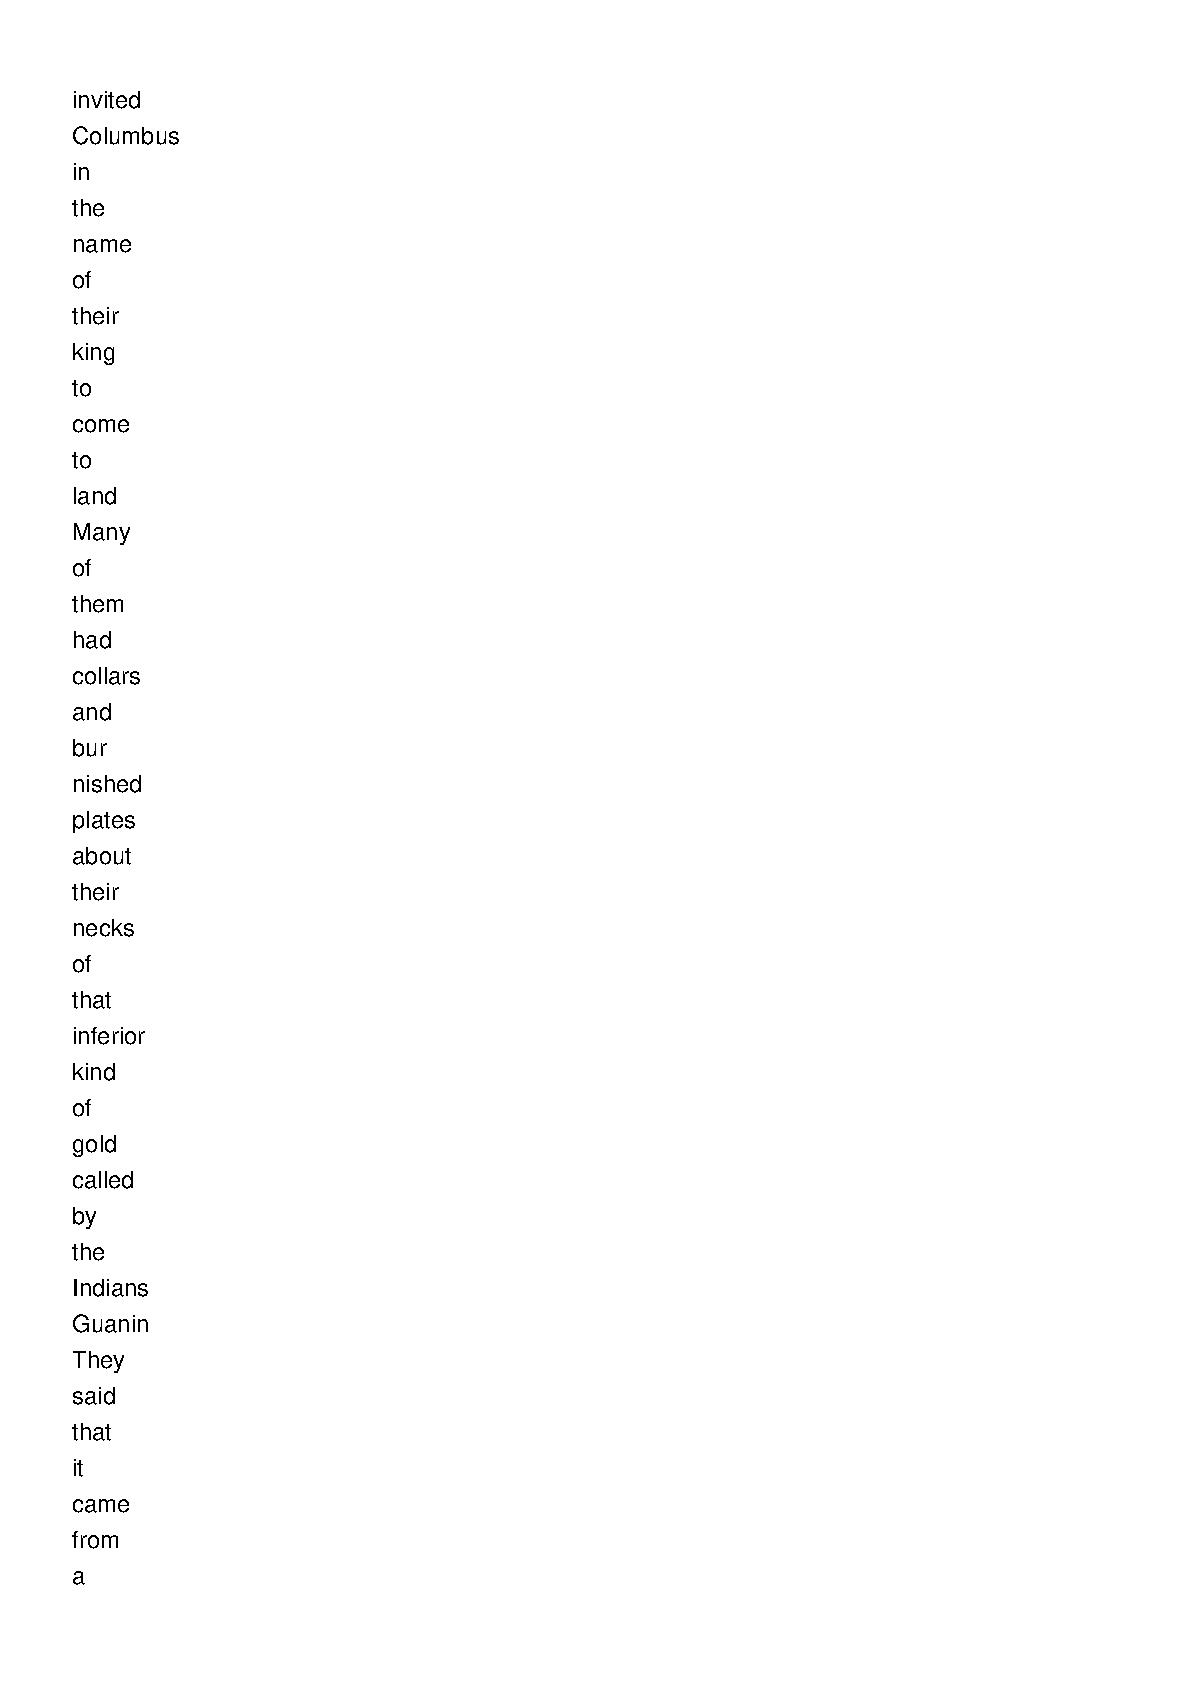 invited
Columbus
in
the
name
of
their
king
to
come
to
land
Many
of
them
had
collars
and
bur
nished
plates
about
their
necks
of
that
inferior
kind
of
gold
called
by
the
Indians
Guanin
They
said
that
it
came
from
a